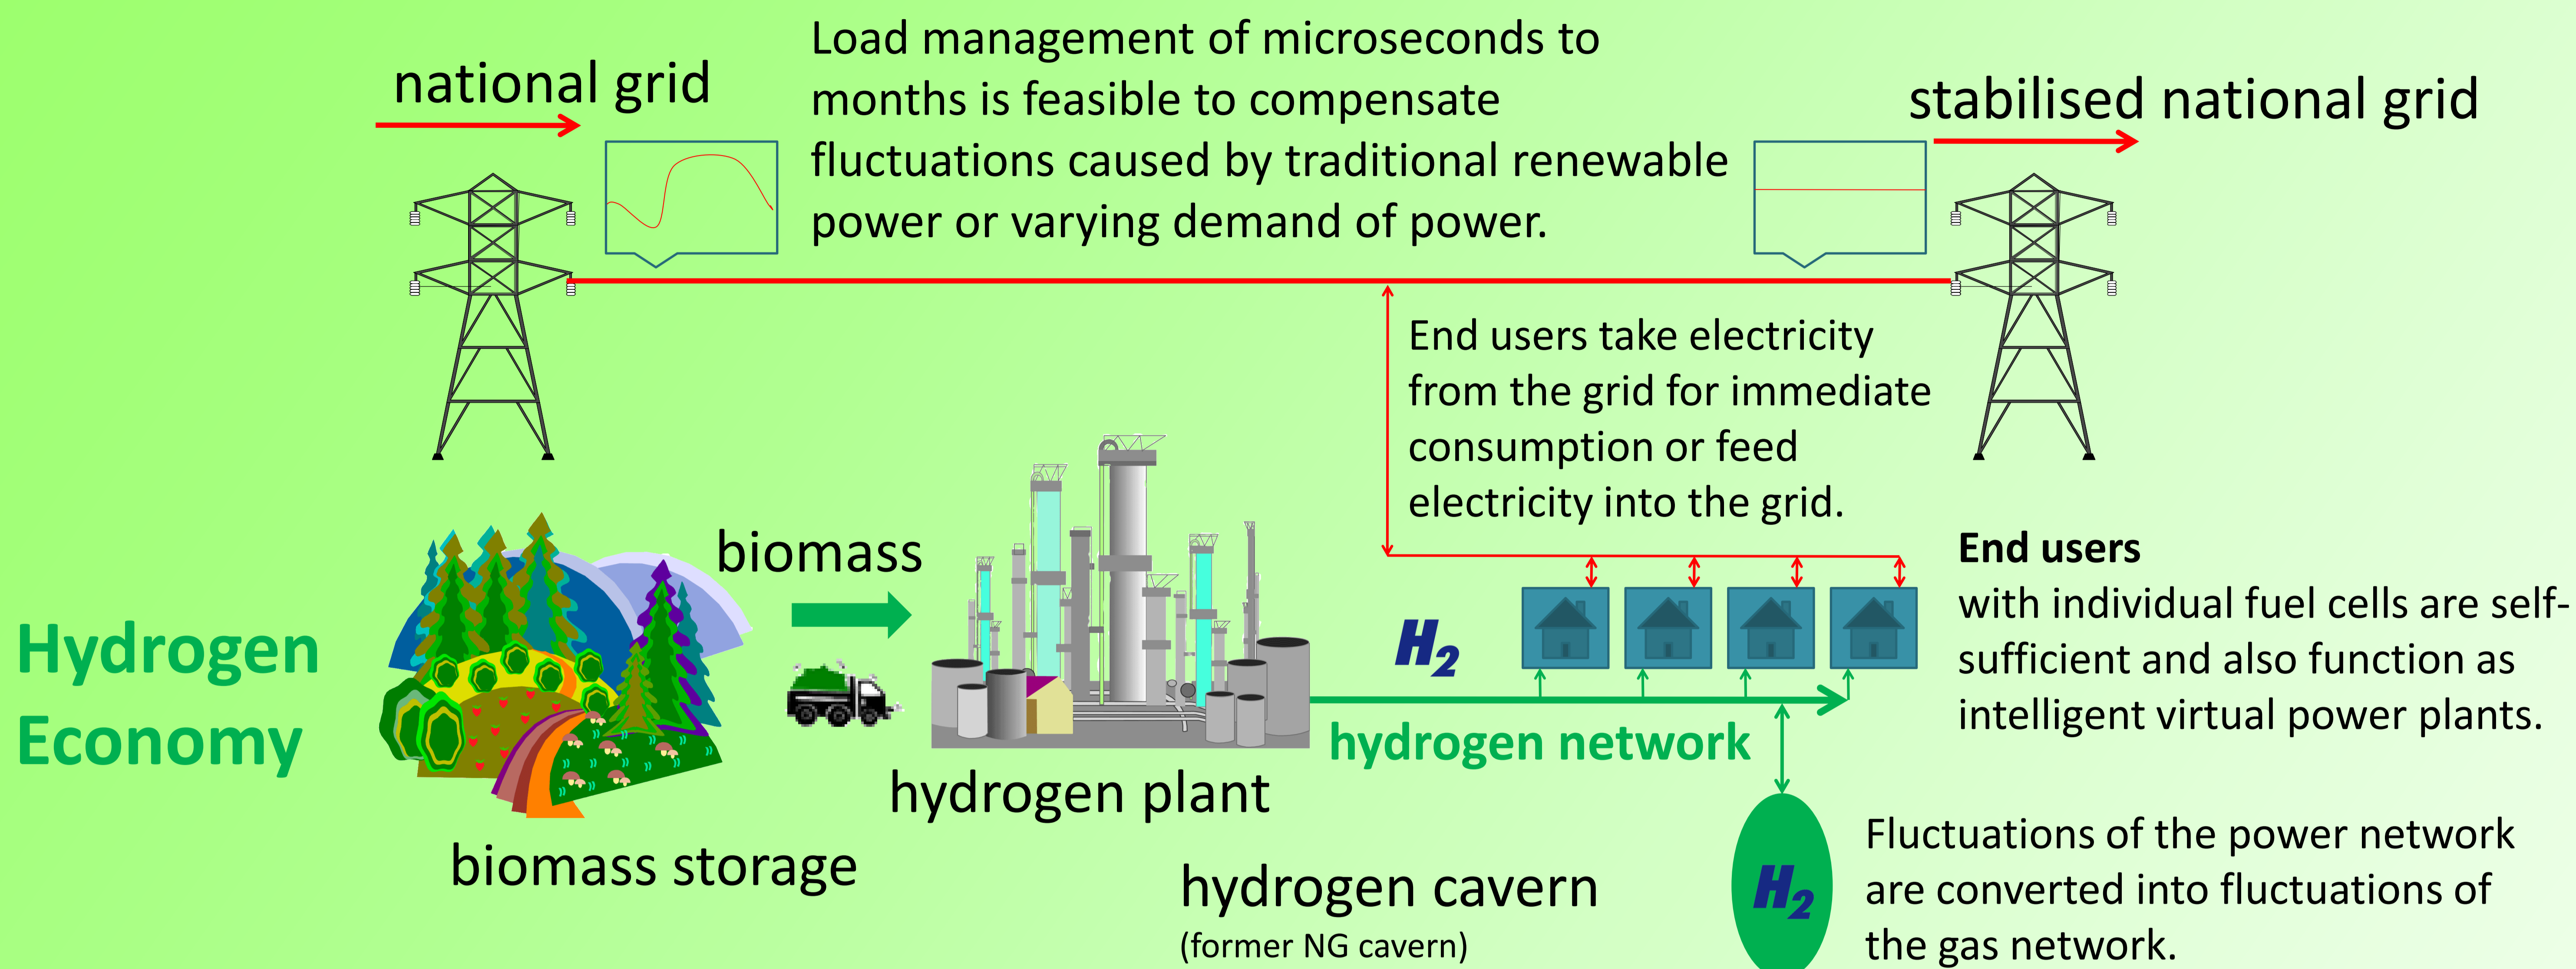 national grid
Load management of microseconds to
months is feasible to compensate
fluctuations caused by traditional renewable
power or varying demand of power.
stabilised national grid
End users take electricity
from the grid for immediate
consumption or feed
electricity into the grid.
Hydrogen
Economy
biomass
biomass storage
hydrogen plant
H2
hydrogen network
End users
with individual fuel cells are self-
sufficient and also function as
intelligent virtual power plants.
hydrogen cavern
(former NG cavern)
H2
Fluctuations of the power network
are converted into fluctuations of
the gas network.